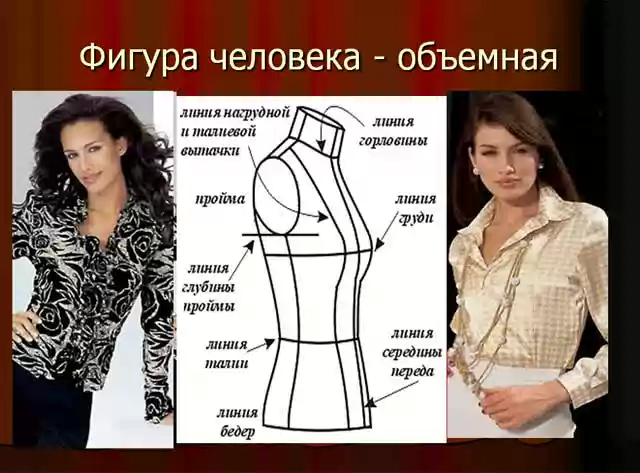 Фигура человека - объемная
линия нагрудной
и талиевой
вытачки
линия
горловины
пройма
линия
груди
линия
глубины
проймы
линия
талии
линия
середины
переда
линия
бедер